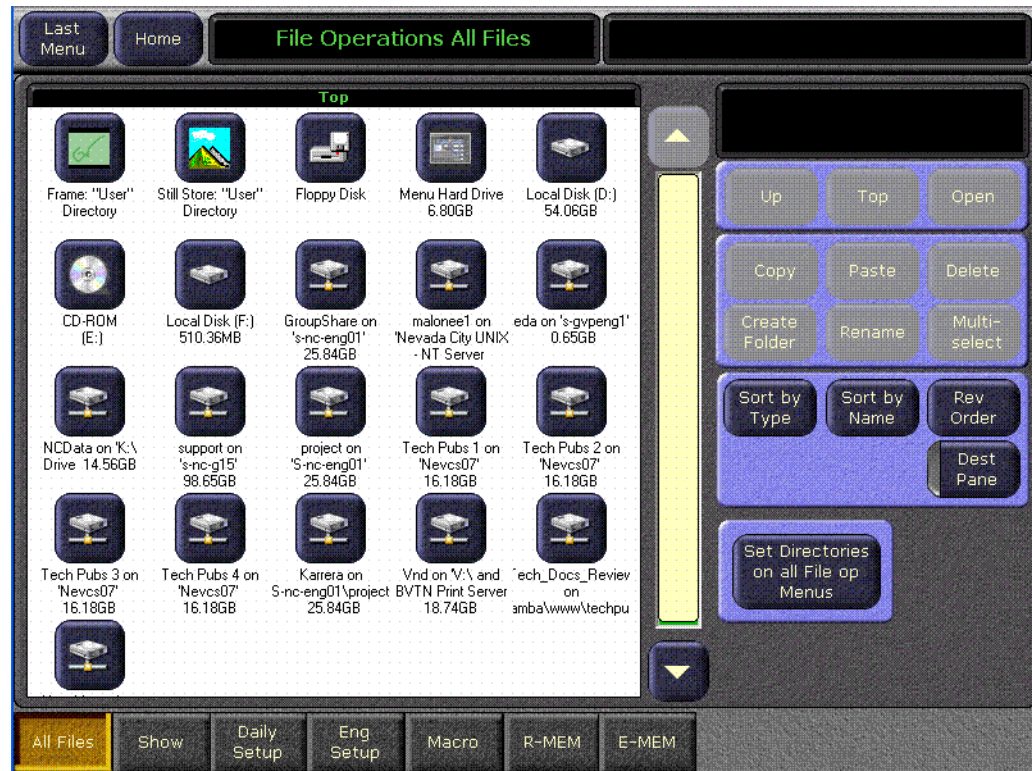 Last
Menu
Home
File Operations All Files
Top
Frame: "User"
Directory
Still Store: "User"
Directory
Floppy Disk
Menu Hard Drive
6.80GB
Local Disk (D:)
54.06GB
CD-ROM
(E:)
Local Disk (F:)
510.36MB
GroupShare on
's-nc-eng01'
25.84GB
malonee1 on
'Nevada City UNIX
- NT Server
eda on 's-gvpeng1'
0.65GB
NCData on 'K:\
Drive 14.56GB
support on
's-nc-g15'
98.65GB
project on
'S-nc-eng01'
25.84GB
Tech Pubs 1 on
'Nevcs07'
16.18GB
Tech Pubs 2 on
'Nevcs07'
16.18GB
Tech Pubs 3 on
'Nevcs07'
16.18GB
Tech Pubs 4 on
'Nevcs07'
16.18GB
Karrera on
S-nc-eng01\project
25.84GB
Vnd on 'V:\ and
BVTN Print Server
18.74GB
ech_Docs_Review
on
amba\www\techpu
Up
Top
Open
Copy
Paste
Delete
Create
Folder
Rename
Multi-
select
Sort by
Type
Sort by
Name
Rev
Order
Dest
Pane
Set Directories
on all File op
Menus
All Files
Show
Daily
Setup
Eng
Setup
Macro
R-MEM
E-MEM